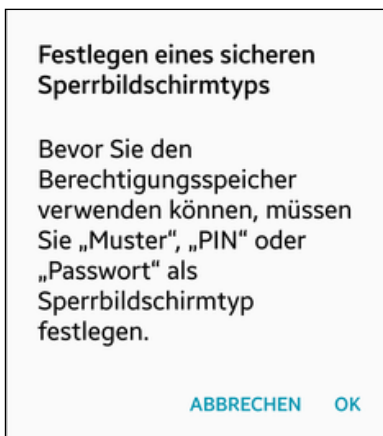 Festlegen eines sicheren
Sperrbildschirmtyps
Bevor Sie den
Berechtigungsspeicher
verwenden können, müssen
Sie „Muster“, „PIN“ oder
„Passwort“ als
Sperrbildschirmtyp
festlegen.
ABBRECHEN OK